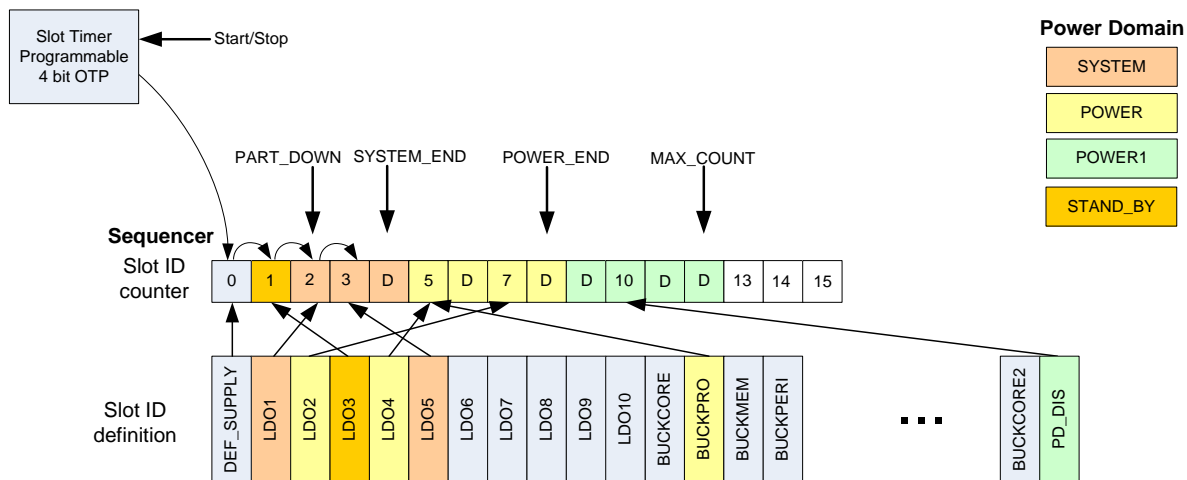 Slot Timer
Programmable
4 bit OTP
Start/Stop
Power Domain
SYSTEM
POWER
POWER1
STAND_BY
PART_DOWN SYSTEM_END POWER_END MAX_COUNT
Sequencer
Slot ID
counter
0 1 2 3 D 5 D 7 D D 10 D D 13 14 15
Slot ID
definition
DEF_SUPPLY
LDO1
LDO2
LDO3
LDO4
LDO5
LDO6
LDO7
LDO8
LDO9
LDO10
BUCKCORE
BUCKPRO
BUCKMEM
BUCKPERI
...
BUCKCORE2
PD_DIS